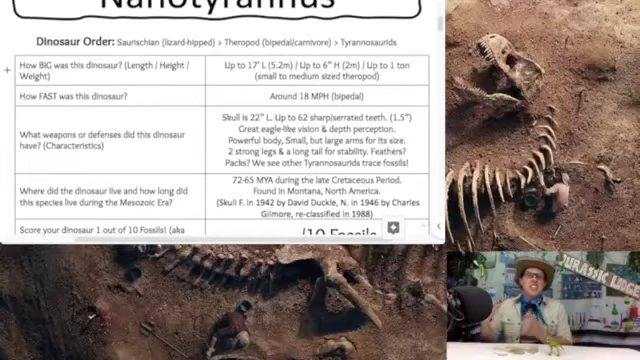 Nanotyrannus
Dinosaur Order: Saurischian (lizard-hipped) > Theropod (bipedal/carnivore) > Tyrannosaurids
How BIG was this dinosaur? (Length / Height / Weight)
Up to 17' L (5.2m) / Up to 6" H (2m) / Up to 1 ton
(small to medium sized theropod)
How FAST was this dinosaur?
Around 18 MPH (bipedal)
What weapons or defenses did this dinosaur have? (Characteristics)
Skull is 22" L. Up to 62 sharp/serrated teeth. (1.5")
Great eagle-like vision & depth perception.
Powerful body, Small, but large arms for its size.
2 strong legs & a long tail for stability. Feathers?
Packs? We see other Tyrannosaurids trace fossils!
Where did the dinosaur live and how long did this species live during the Mesozoic Era?
72-65 MYA during the late Cretaceous Period.
Found in Montana, North America.
(Skull F. in 1942 by David Duckle, N. in 1946 by Charles Gilmore, re-classified in 1988)
Score your dinosaur 1 out of 10 Fossils! (aka
/10 Fossils
JURASSIC LODGE